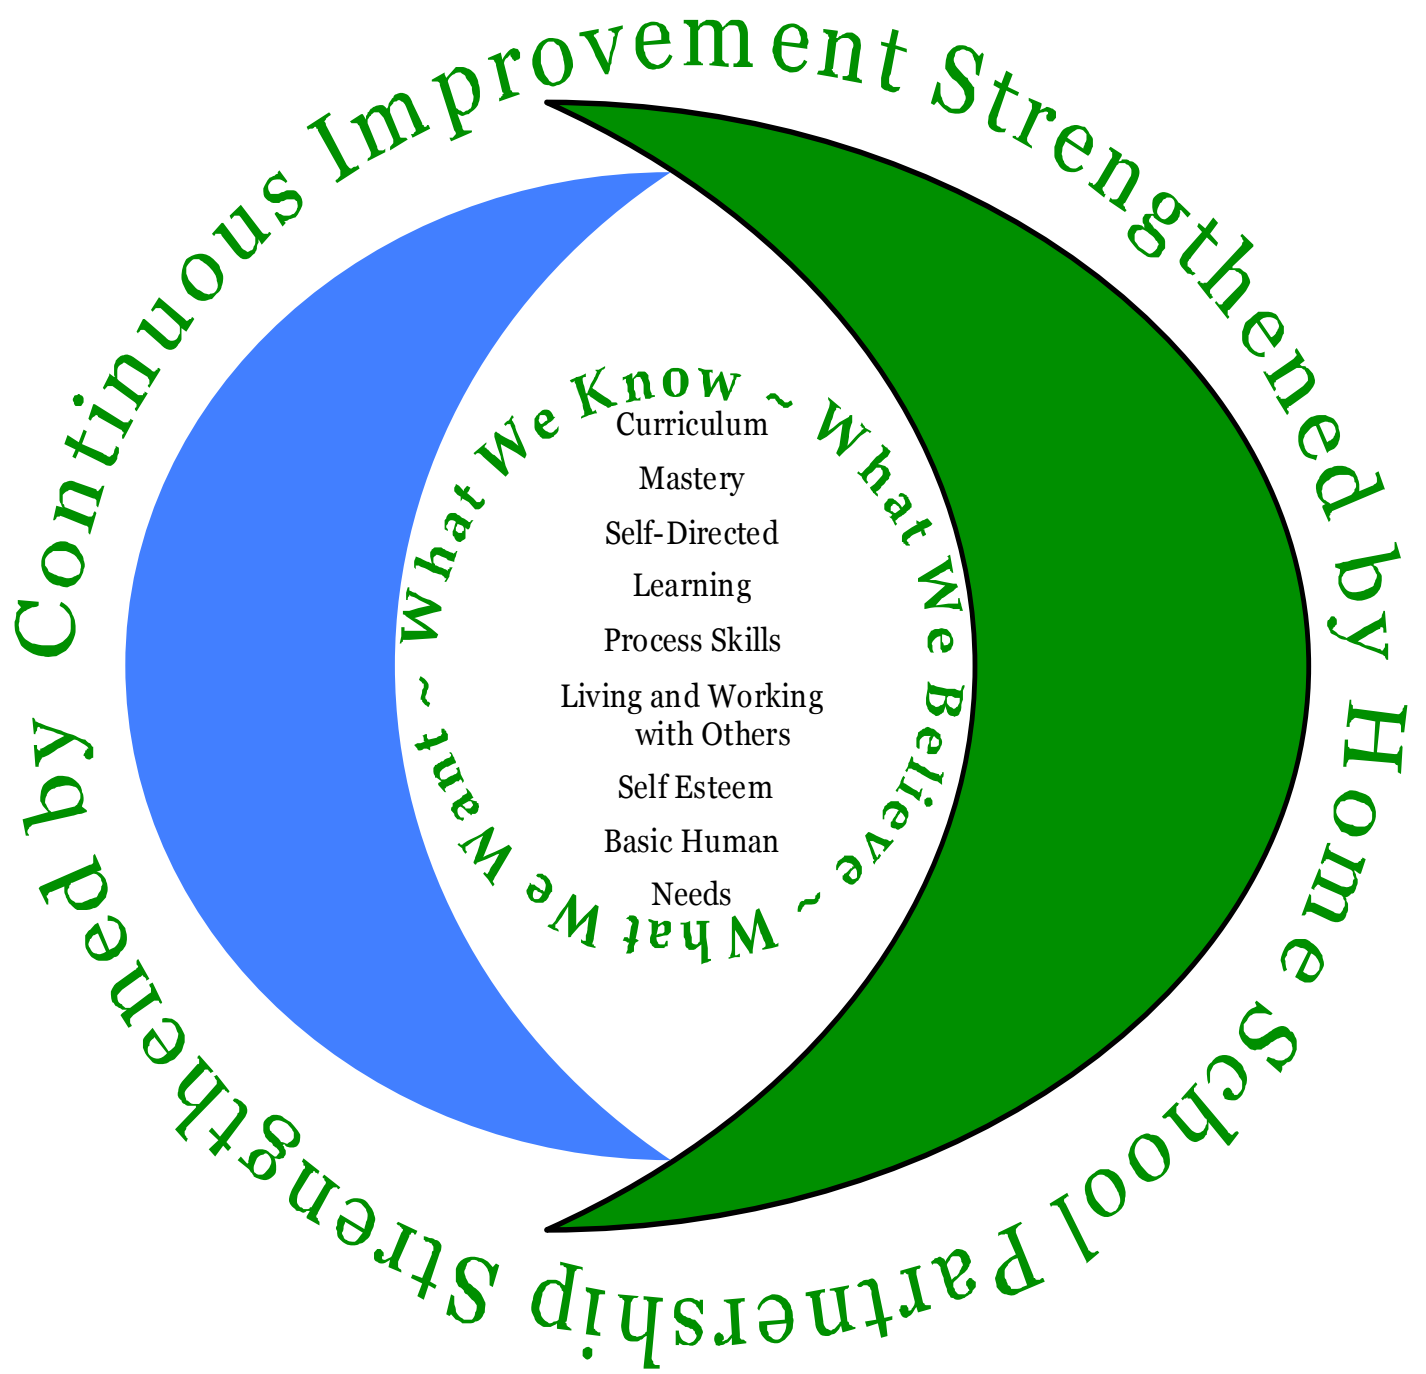 Continuous Improvement Strengthened by Home School Partnership Strengthened by
What We Know ~ What We Believe ~ What We Want ~
Curriculum
Mastery
Self-Directed
Learning
Process Skills
Living and Working
with Others
Self Esteem
Basic Human
Needs